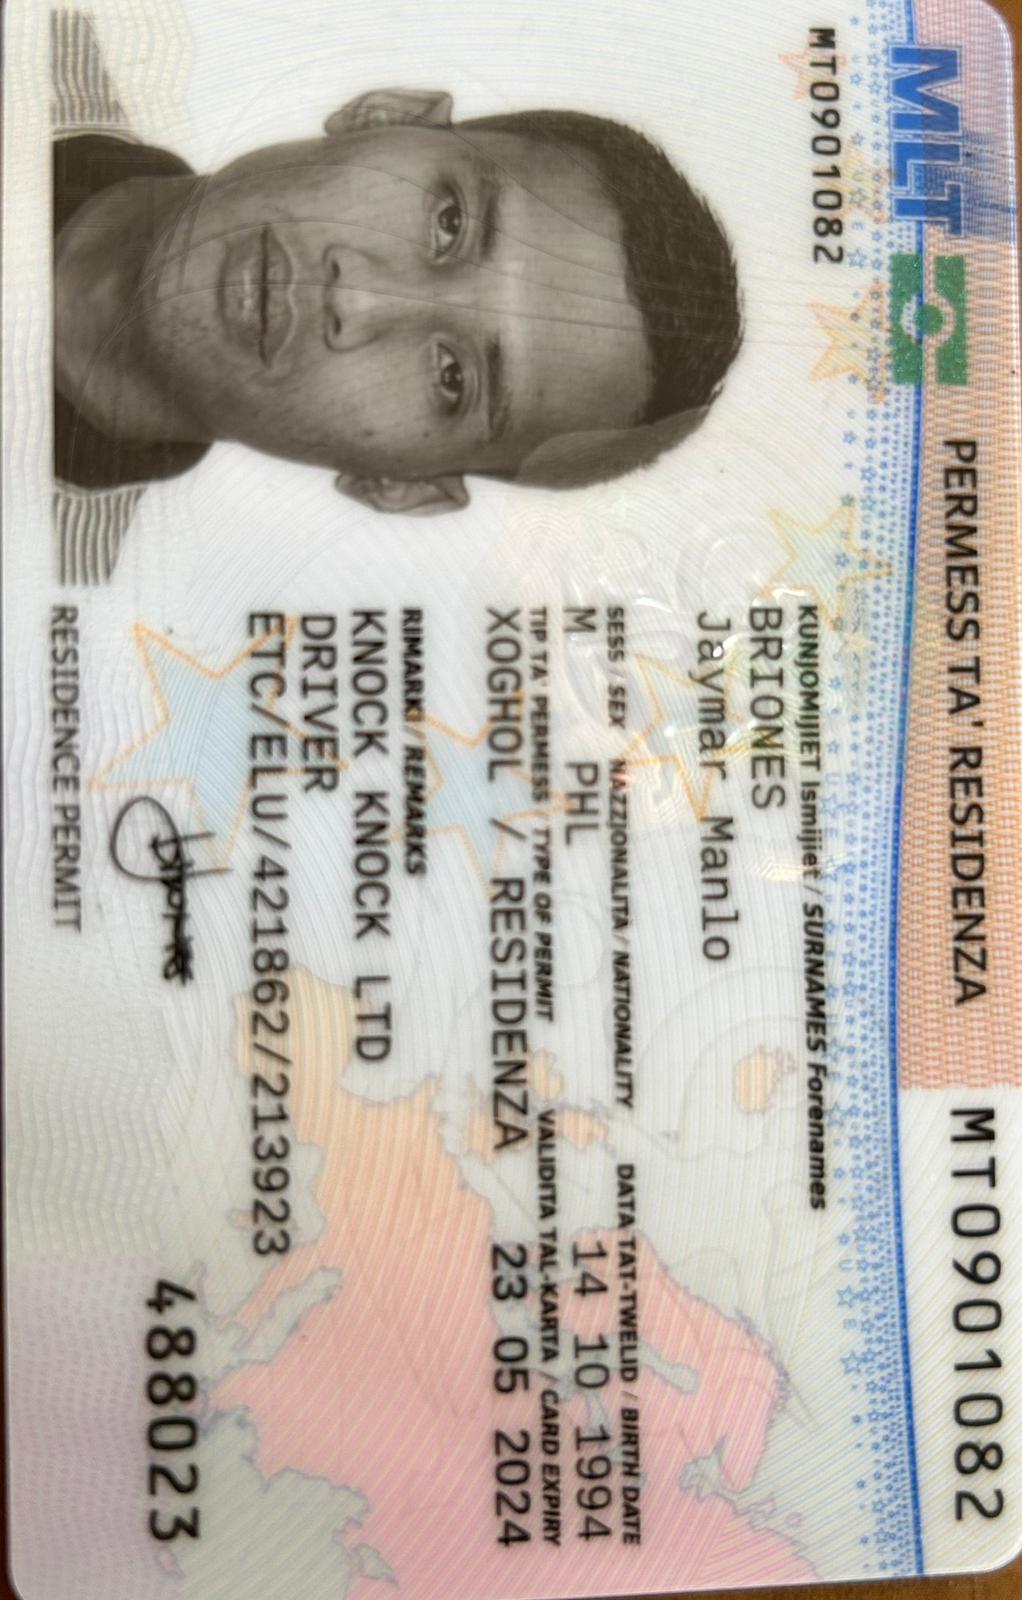 MLT
PERMESS TA' RESIDENZA
MT0901082
MT0901082
KUNJOMIJIET Ismijiet / SURNAMES Forenames
BRIONES
Jaymar Manlo
SESS / SEX NAZZJONALITA / NATIONALITY DATA TAT-TWELID / BIRTH DATE
M PHL 14 10 1994
TIP TA' PERMESS / TYPE OF PERMIT VALIDITA TAL-KARTA / CARD EXPIRY
XOGHOL / RESIDENZA 23 05 2024
RIMARKI / REMARKS
KNOCK KNOCK LTD
DRIVER
ETC/ELU/421862/213923
488023
RESIDENCE PERMIT